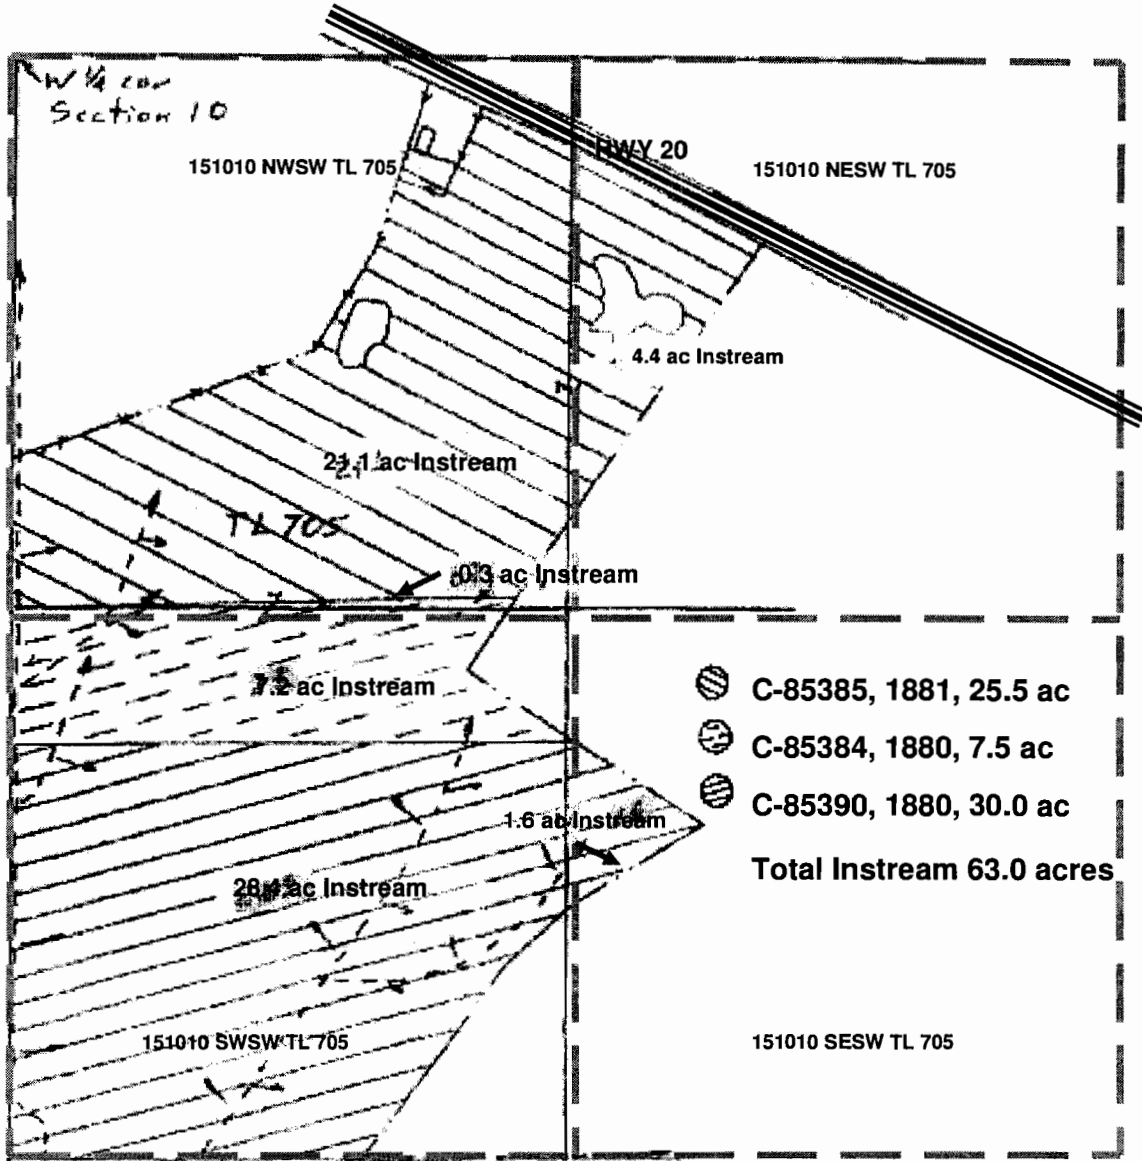 W ¼ cor
Section 10
HWY 20
151010 NWSW TL 705
151010 NESW TL 705
4.4 ac Instream
21.1 ac Instream
TL 705
0.3 ac Instream
7.2 ac Instream
C-85385, 1881, 25.5 ac
C-85384, 1880, 7.5 ac
C-85390, 1880, 30.0 ac
1.6 ac Instream
Total Instream 63.0 acres
28.4 ac Instream
151010 SWSW TL 705
151010 SESW TL 705